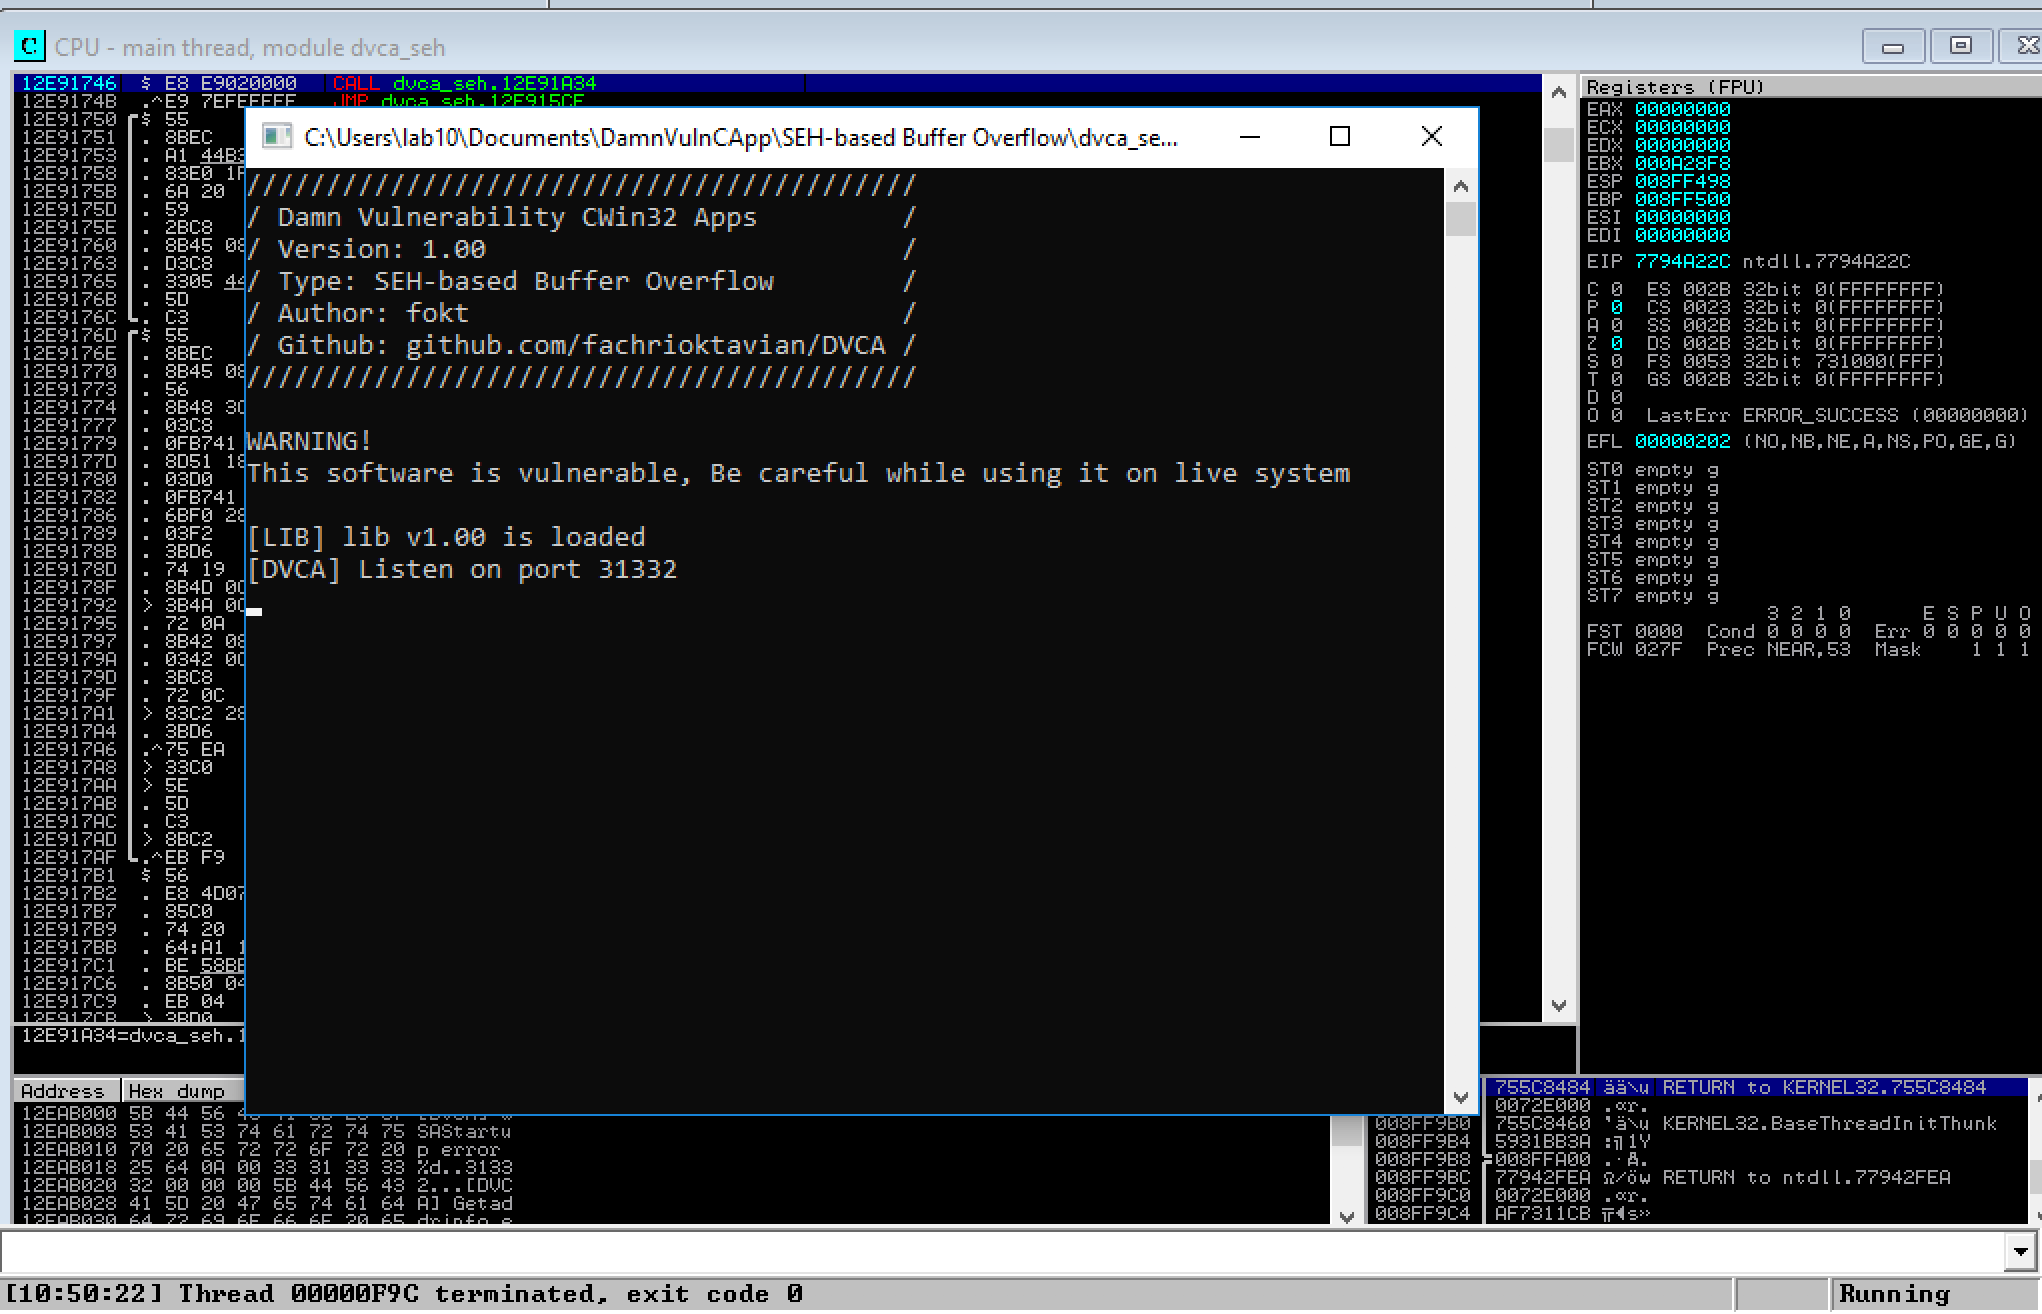 C CPU - main thread, module dvca_seh
12E91746 $ E8 E9020000 CALL dvca_seh.12E91A34
12E9174B .^E9 7EFEFFFF JMP dvca_seh.12E915CE
12E91750 $ 55
12E91751 . 8BEC
12E91753 . A1
12E91758 . 83E0
12E9175B . 6A 20
12E9175D . 59
12E9175E . 2BC8
12E91760 . 8B45 08
12E91763 . D3C8
12E91765 . 3305
12E9176B . 5D
12E9176C . C3
12E9176D $ 55
12E9176E . 8BEC
12E91770 . 8B45 08
12E91773 . 56
12E91774 . 8B48 3C
12E91777 . 03C8
12E91779 . 0FB741
12E9177D . 8D51 18
12E91780 . 03D0
12E91782 . 0FB741
12E91786 . 6BF0 28
12E91789 . 03F2
12E9178B . 3BD6
12E9178D . 74 19
12E9178F . 8B4D 0C
12E91792 > 3B4A 0C
12E91795 . 72 0A
12E91797 . 8B42 08
12E9179A . 0342 0C
12E9179D . 3BC8
12E9179F . 72 0C
12E917A1 > 83C2 28
12E917A4 . 3BD6
12E917A6 .^75 EA
12E917A8 > 33C0
12E917AA > 5E
12E917AB . 5D
12E917AC . C3
12E917AD > 8BC2
12E917AF .^EB F9
12E917B1 $ 56
12E917B2 . E8 4D07
12E917B7 . 85C0
12E917B9 . 74 20
12E917BB . 64:A1
12E917C1 . BE
12E917C6 . 8B50 04
12E917C9 . EB 04
12E917CB > 3BD0
12E91A34=dvca_seh.
C:\Users\lab10\Documents\DamnVulnCApp\SEH-based Buffer Overflow\dvca_se...
//////////////////////////////////////////
/ Damn Vulnerability CWin32 Apps /
/ Version: 1.00 /
/ Type: SEH-based Buffer Overflow /
/ Author: fokt /
/ Github: github.com/fachrioktavian/DVCA /
//////////////////////////////////////////
WARNING!
This software is vulnerable, Be careful while using it on live system
[LIB] lib v1.00 is loaded
[DVCA] Listen on port 31332
Registers (FPU)
EAX 00000000
ECX 00000000
EDX 00000000
EBX 000A28F8
ESP 008FF498
EBP 008FF500
ESI 00000000
EDI 00000000
EIP 7794A22C ntdll.7794A22C
C 0 ES 002B 32bit 0(FFFFFFFF)
P 0 CS 0023 32bit 0(FFFFFFFF)
A 0 SS 002B 32bit 0(FFFFFFFF)
Z 0 DS 002B 32bit 0(FFFFFFFF)
S 0 FS 0053 32bit 731000(FFF)
T 0 GS 002B 32bit 0(FFFFFFFF)
D 0
O 0 LastErr ERROR_SUCCESS (00000000)
EFL 00000202 (NO,NB,NE,A,NS,PO,GE,G)
ST0 empty g
ST1 empty g
ST2 empty g
ST3 empty g
ST4 empty g
ST5 empty g
ST6 empty g
ST7 empty g
3 2 1 0 E S P U O
FST 0000 Cond 0 0 0 0 Err 0 0 0 0 0
FCW 027F Prec NEAR,53 Mask 1 1 1
Address Hex dump
12EAB000 5B 44 56
12EAB008 53 41 53 74 61 72 74 75 SAStartu
12EAB010 70 20 65 72 72 6F 72 20 p error
12EAB018 25 64 0A 00 33 31 33 33 %d..3133
12EAB020 32 00 00 00 5B 44 56 43 2...[DVC
12EAB028 41 5D 20 47 65 74 61 64 A] Getad
12EAB030 64 72 69 6E 66 6F 20 65 drinfo e
755C8484 RETURN to KERNEL32.755C8484
0072E000
008FF9B0 755C8460 KERNEL32.BaseThreadInitThunk
008FF9B4 5931BB3A
008FF9B8 008FFA00
008FF9BC 77942FEA RETURN to ntdll.77942FEA
008FF9C0 0072E000
008FF9C4 AF7311CB
[10:50:22] Thread 00000F9C terminated, exit code 0
Running